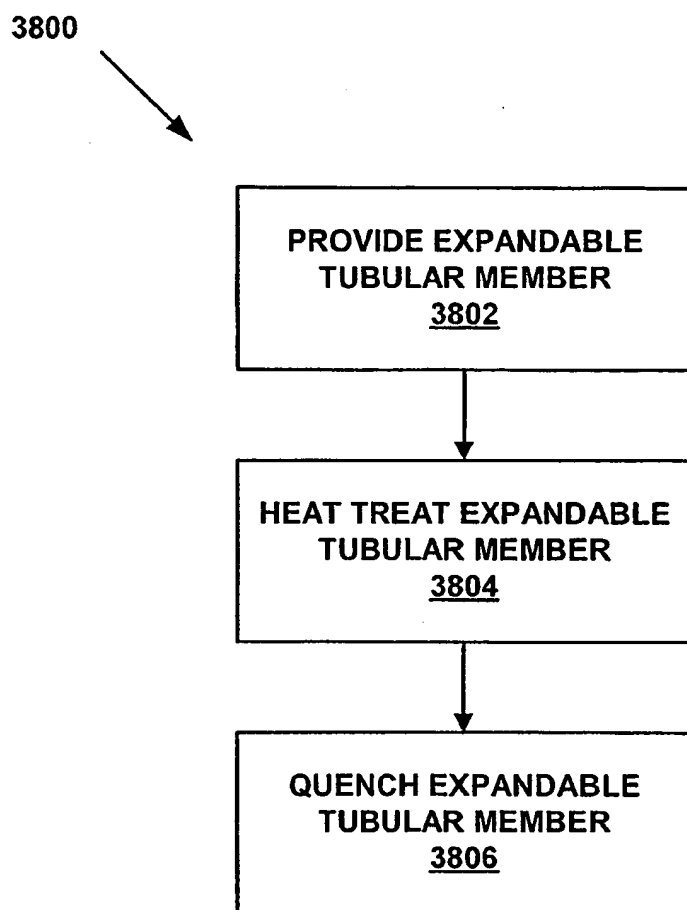 3800
PROVIDE EXPANDABLE
TUBULAR MEMBER
3802
HEAT TREAT EXPANDABLE
TUBULAR MEMBER
3804
QUENCH EXPANDABLE
TUBULAR MEMBER
3806